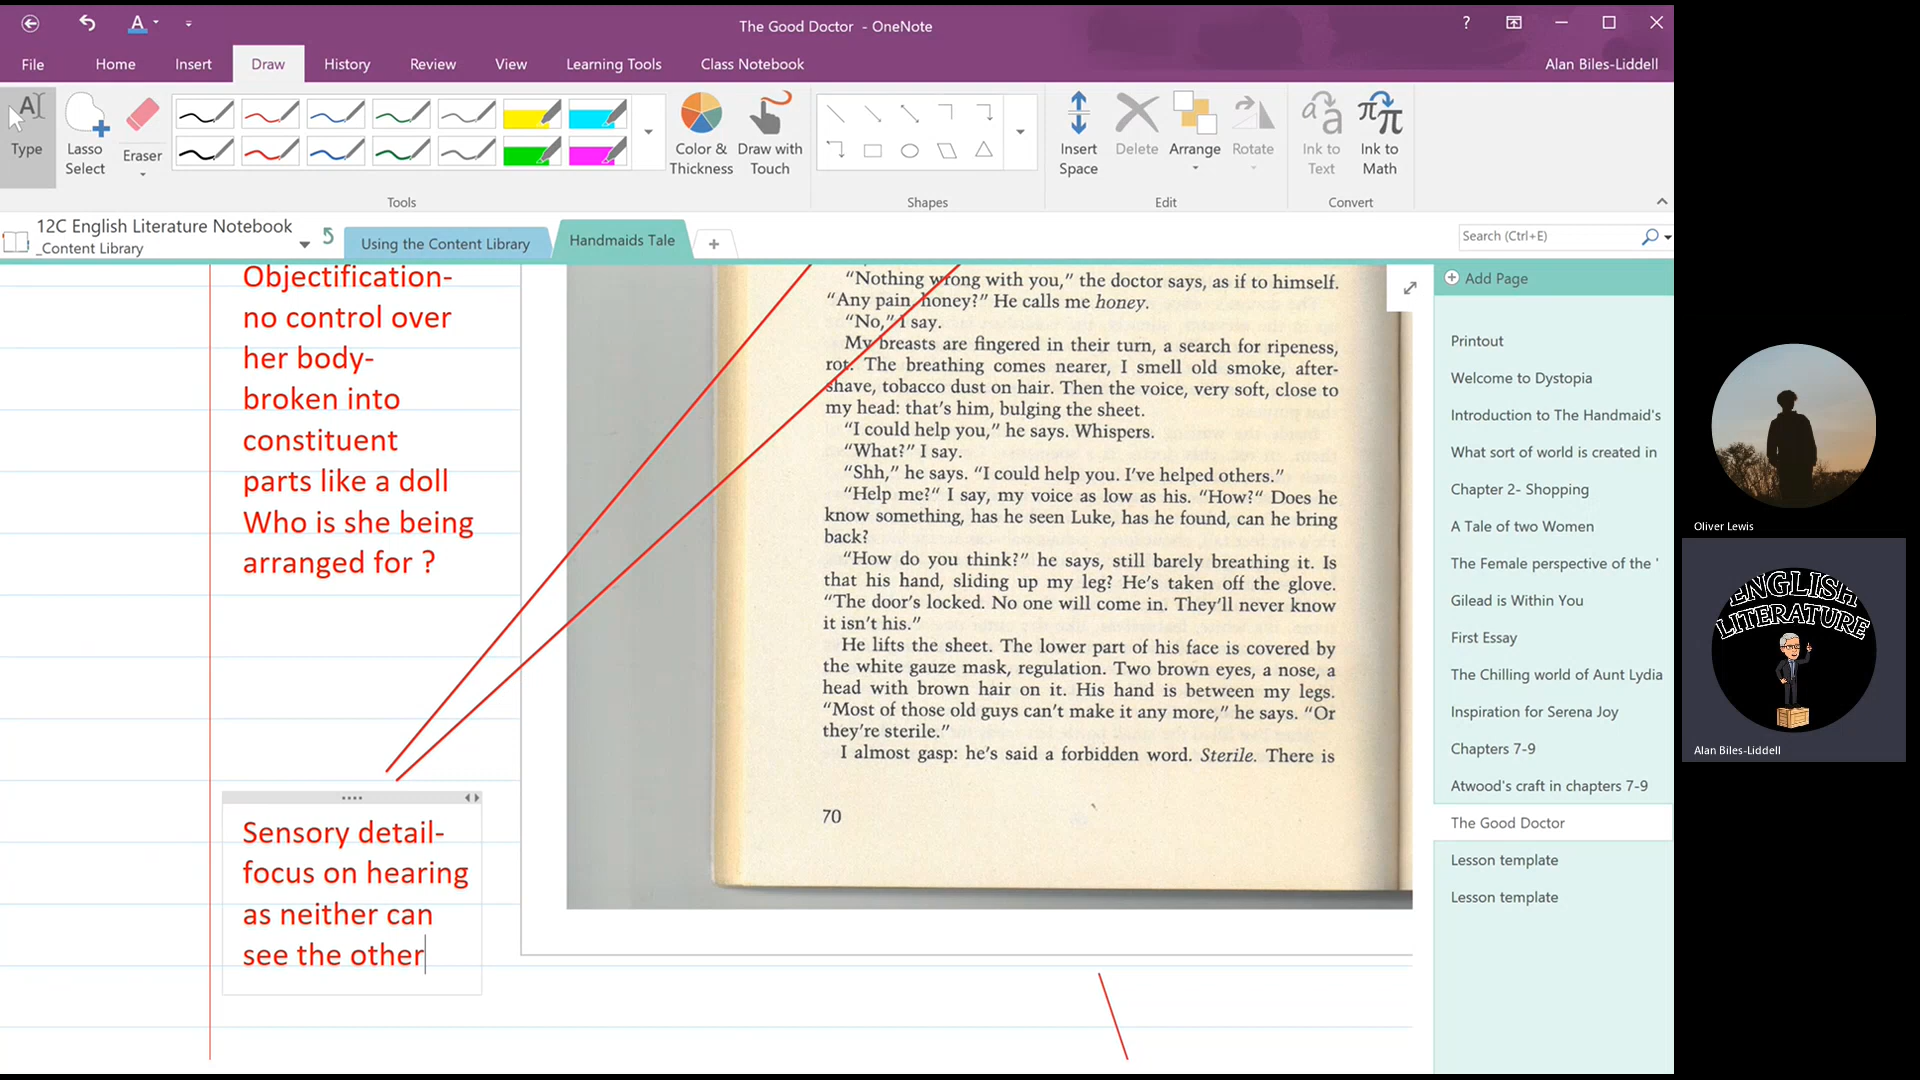 The Good Doctor - OneNote
?
File
Home
Insert
Draw
History
Review
View
Learning Tools
Class Notebook
Alan Biles-Liddell
Type
Lasso
Select
Eraser
Color &
Thickness
Draw with
Touch
Insert
Space
Delete
Arrange
Rotate
Ink to
Text
Ink to
Math
Tools
Shapes
Edit
Convert
12C English Literature Notebook
_Content Library
Using the Content Library
Handmaids Tale
Search (Ctrl+E)
Objectification-
no control over
her body-
broken into
constituent
parts like a doll
Who is she being
arranged for ?
Sensory detail-
focus on hearing
as neither can
see the other
“Nothing wrong with you,” the doctor says, as if to himself.
“Any pain, honey?” He calls me honey.
“No,” I say.
My breasts are fingered in their turn, a search for ripeness,
rot. The breathing comes nearer, I smell old smoke, after-
shave, tobacco dust on hair. Then the voice, very soft, close to
my head: that’s him, bulging the sheet.
“I could help you,” he says. Whispers.
“What?” I say.
“Shh,” he says. “I could help you. I’ve helped others.”
“Help me?“ I say, my voice as low as his. “How?“ Does he
know something, has he seen Luke, has he found, can he bring
back?
“How do you think?” he says, still barely breathing it. Is
that his hand, sliding up my leg? He’s taken off the glove.
“The door’s locked. No one will come in. They’ll never know
it isn’t his.”
He lifts the sheet. The lower part of his face is covered by
the white gauze mask, regulation. Two brown eyes, a nose, a
head with brown hair on it. His hand is between my legs.
“Most of those old guys can’t make it any more,” he says. “Or
they’re sterile.”
I almost gasp: he’s said a forbidden word. Sterile. There is
70
Add Page
Printout
Welcome to Dystopia
Introduction to The Handmaid's
What sort of world is created in
Chapter 2- Shopping
A Tale of two Women
The Female perspective of the '
Gilead is Within You
First Essay
The Chilling world of Aunt Lydia
Inspiration for Serena Joy
Chapters 7-9
Atwood's craft in chapters 7-9
The Good Doctor
Lesson template
Lesson template
Oliver Lewis
ENGLISH
LITERATURE
Alan Biles-Liddell